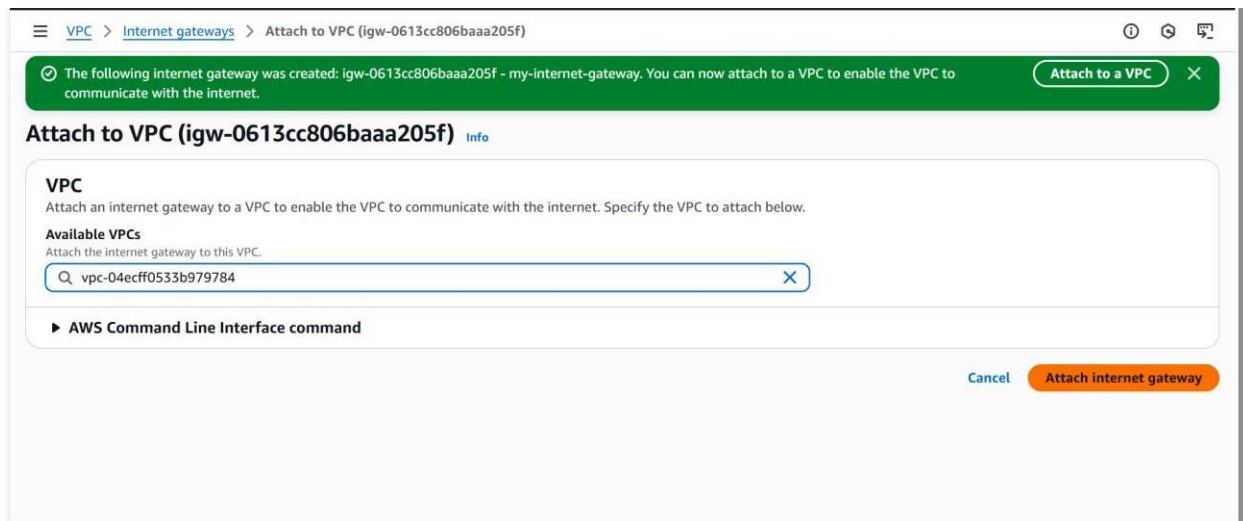 VPC > Internet gateways > Attach to VPC (igw-0613cc806baaa205f)
The following internet gateway was created: igw-0613cc806baaa205f - my-internet-gateway. You can now attach to a VPC to enable the VPC to
communicate with the internet.
Attach to a VPC
Attach to VPC (igw-0613cc806baaa205f) Info
VPC
Attach an internet gateway to a VPC to enable the VPC to communicate with the internet. Specify the VPC to attach below.
Available VPCs
Attach the internet gateway to this VPC.
vpc-04ecff0533b979784
AWS Command Line Interface command
Cancel Attach internet gateway